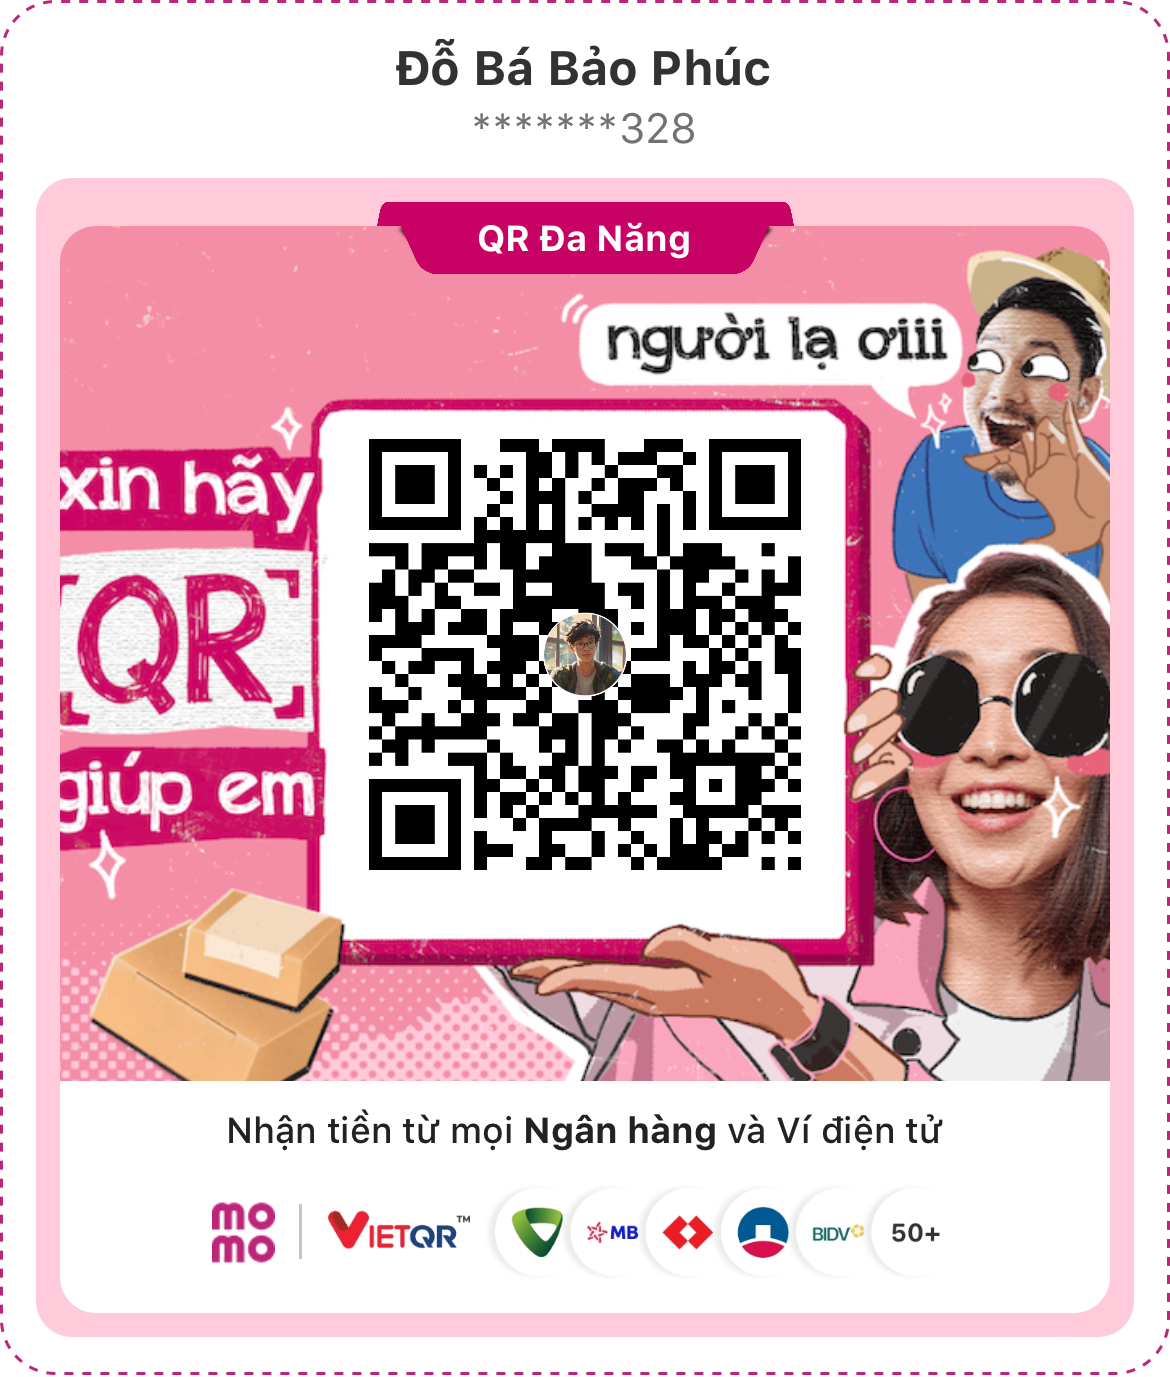 Đỗ Bá Bảo Phúc
*******328
QR Đa Năng
người lạ ơiii
xin hãy
[QR]
giúp em
Nhận tiền từ mọi Ngân hàng và Ví điện tử
mo
mo
VIETQR™
MB
BIDV
50+